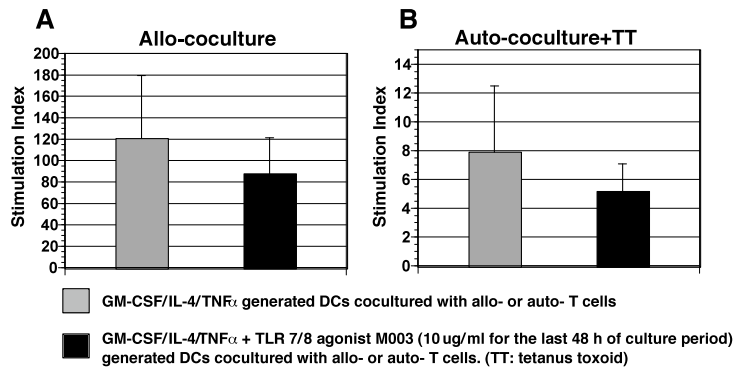 A
Allo-coculture
Stimulation Index
200
180
160
140
120
100
80
60
40
20
0
B
Auto-coculture+TT
Stimulation Index
14
12
10
8
6
4
2
0
GM-CSF/IL-4/TNFα generated DCs cocultured with allo- or auto- T cells
GM-CSF/IL-4/TNFα + TLR 7/8 agonist M003 (10 ug/ml for the last 48 h of culture period)
generated DCs cocultured with allo- or auto- T cells. (TT: tetanus toxoid)